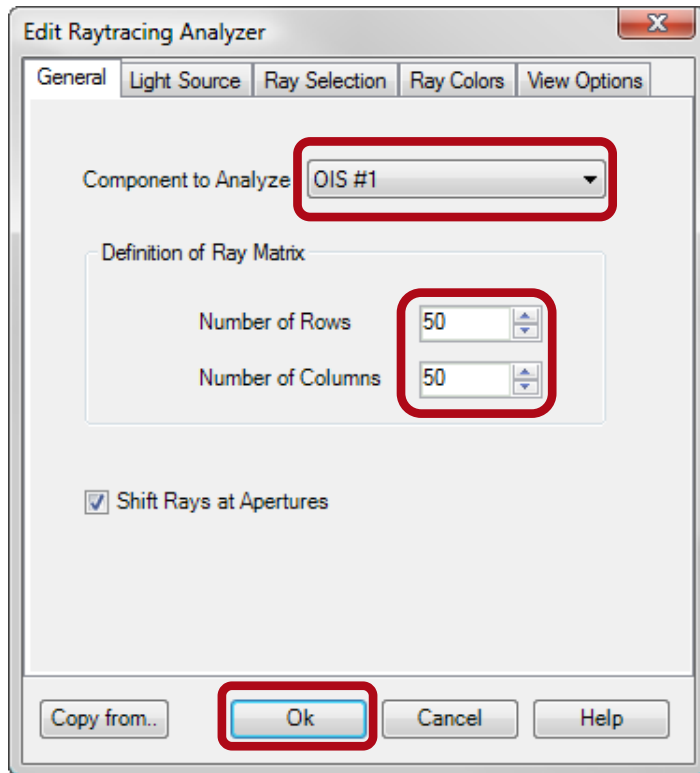 Edit Raytracing Analyzer
General Light Source Ray Selection Ray Colors View Options
Component to Analyze OIS #1
Definition of Ray Matrix
Number of Rows 50
Number of Columns 50
Shift Rays at Apertures
Copy from.. Ok Cancel Help